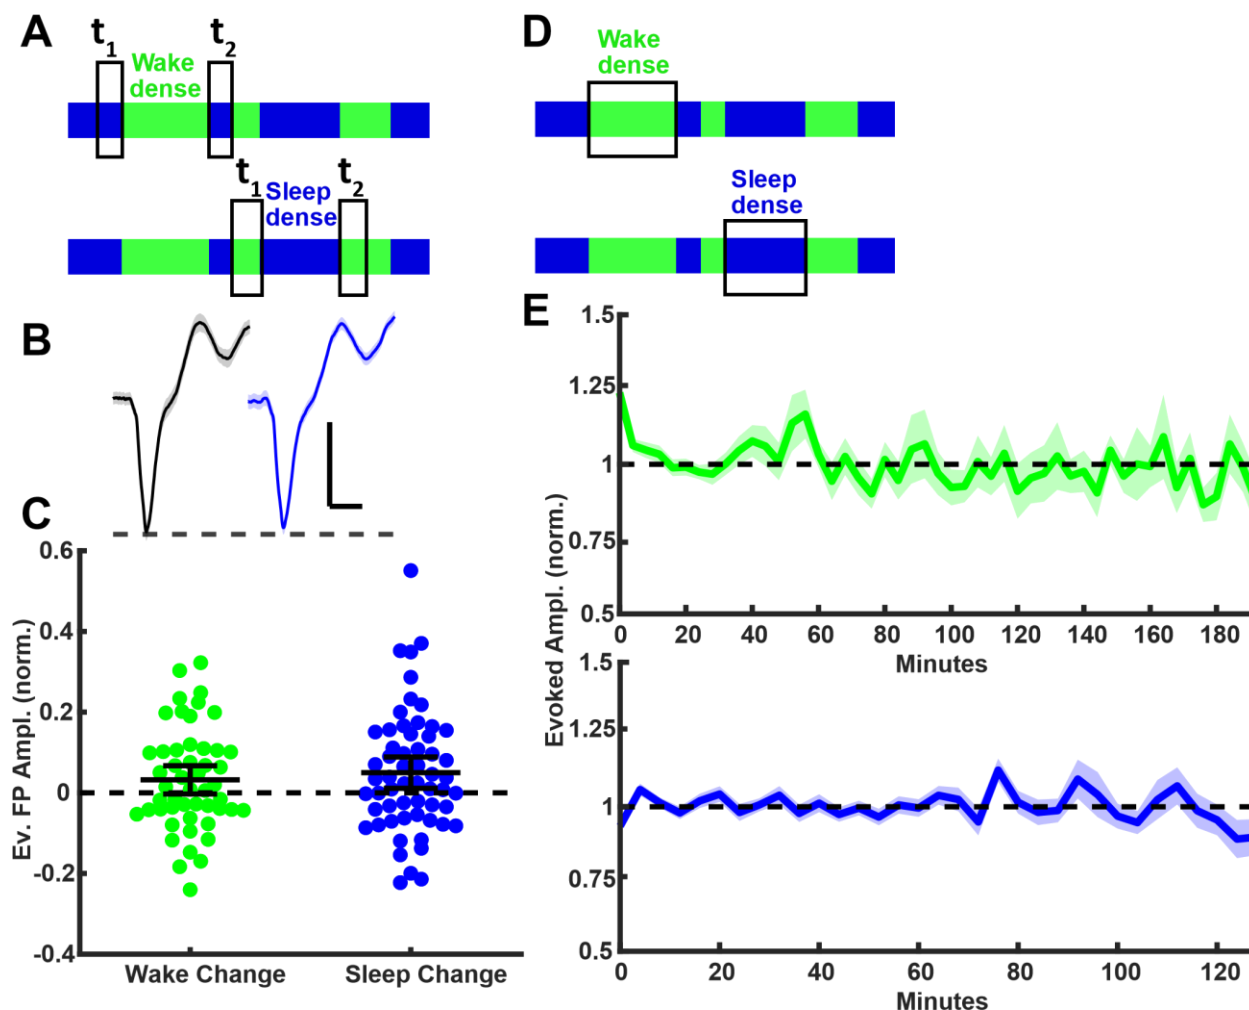 A
t1
t2
Wake
dense
t1
t2
Sleep
dense
B
C
Ev. FP Ampl. (norm.)
0.6
0.4
0.2
0
-0.2
-0.4
Wake Change
Sleep Change
D
Wake
dense
Sleep
dense
E
Evoked Ampl. (norm.)
1.5
1.25
1
0.75
0.5
0 20 40 60 80 100 120 140 160 180
Minutes
1.5
1.25
1
0.75
0.5
0 20 40 60 80 100 120
Minutes